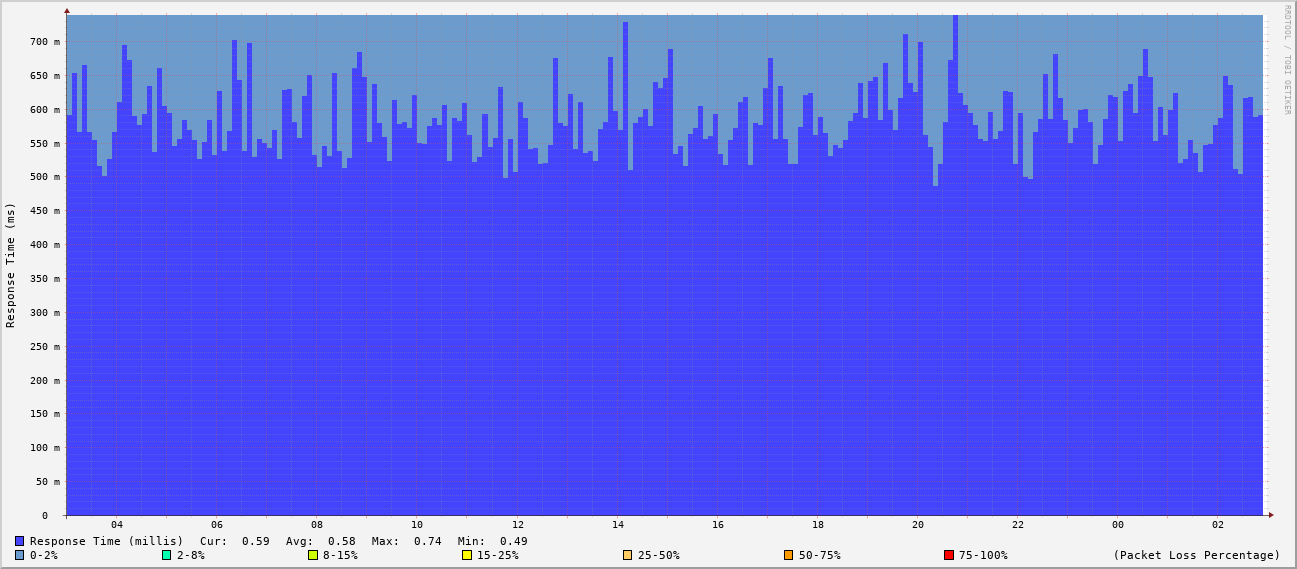 RRDTOOL / TOBI OETIKER
Response Time (ms)
700 m
650 m
600 m
550 m
500 m
450 m
400 m
350 m
300 m
250 m
200 m
150 m
100 m
50 m
0
04 06 08 10 12 14 16 18 20 22 00 02
Response Time (millis) Cur: 0.59 Avg: 0.58 Max: 0.74 Min: 0.49
0-2% 2-8% 8-15% 15-25% 25-50% 50-75% 75-100% (Packet Loss Percentage)